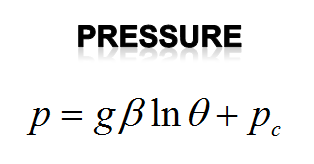 PRESSURE
p = gβ ln θ + p_c